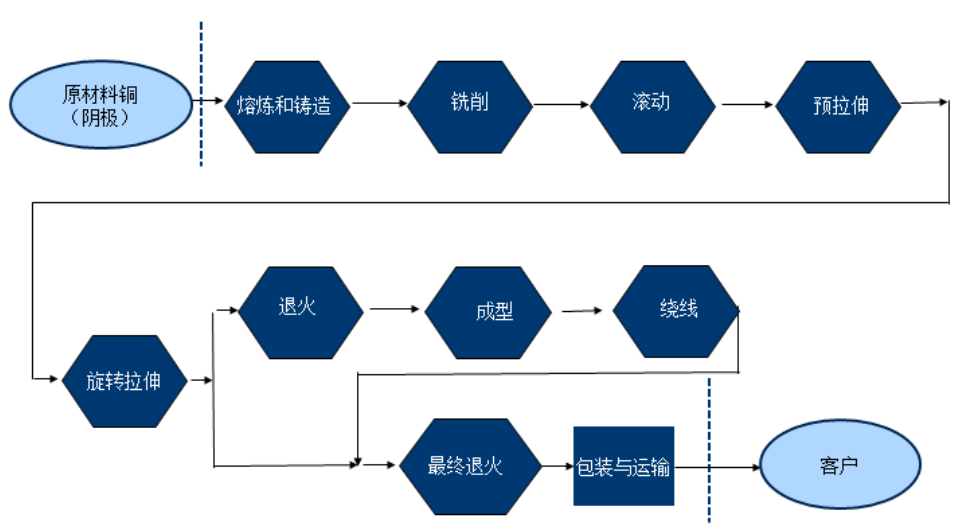 原材料铜
（阴极）
熔炼和铸造
铣削
滚动
预拉伸
退火
成型
绕线
旋转拉伸
最终退火
包装与运输
客户